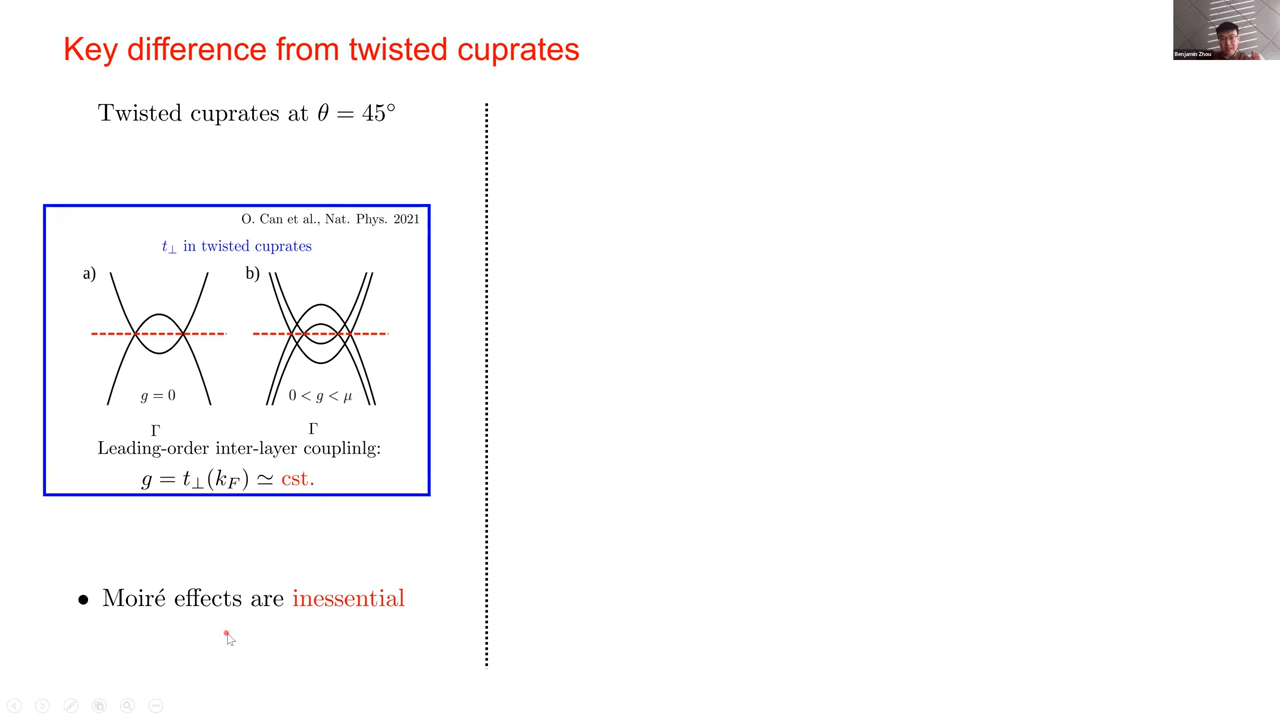 Key difference from twisted cuprates
Benjamin Zhou
Twisted cuprates at θ = 45°
O. Can et al., Nat. Phys. 2021
t⊥ in twisted cuprates
a)
b)
g = 0
0 < g < μ
Γ
Γ
Leading-order inter-layer couplinlg:
g = t⊥(k_F) ≃ cst.
• Moiré effects are inessential